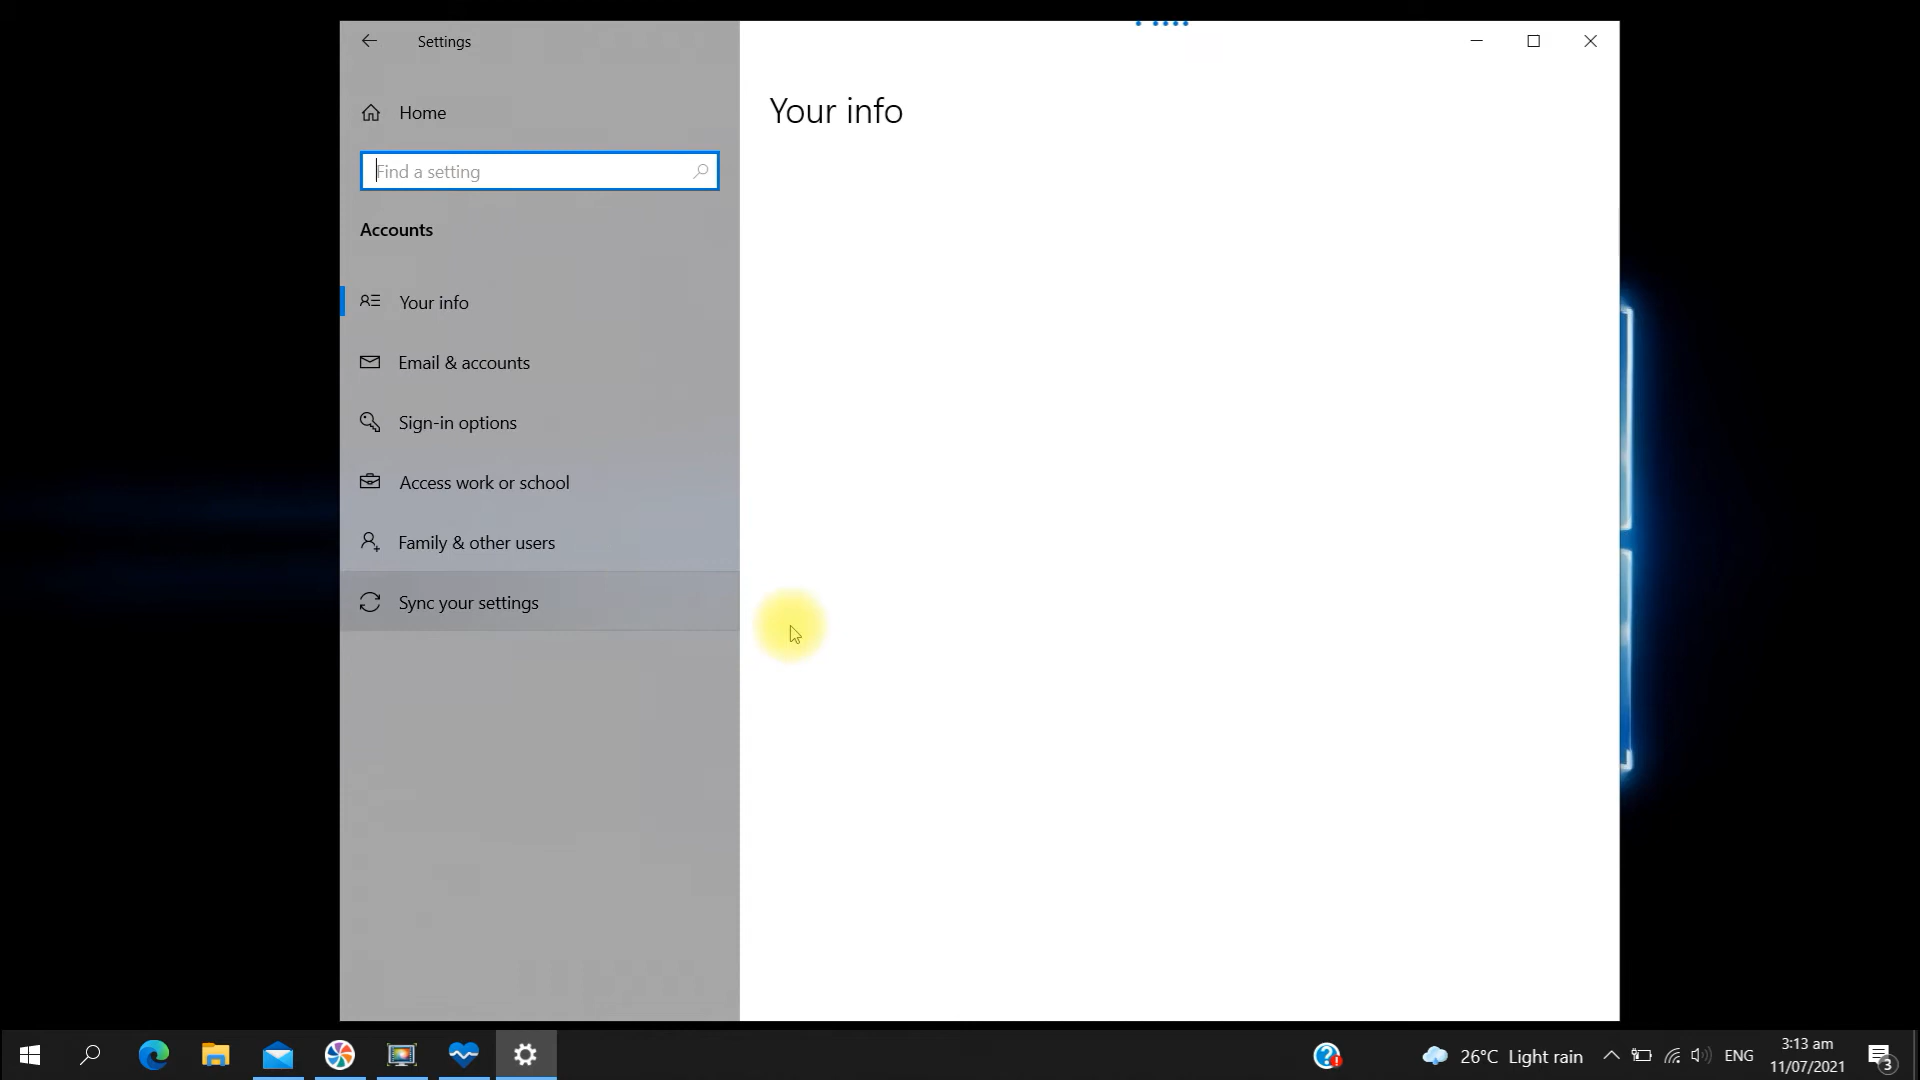 Settings
Home
Find a setting
Accounts
Your info
Email & accounts
Sign-in options
Access work or school
Family & other users
Sync your settings
Your info
26°C Light rain
ENG
3:13 am
11/07/2021
3